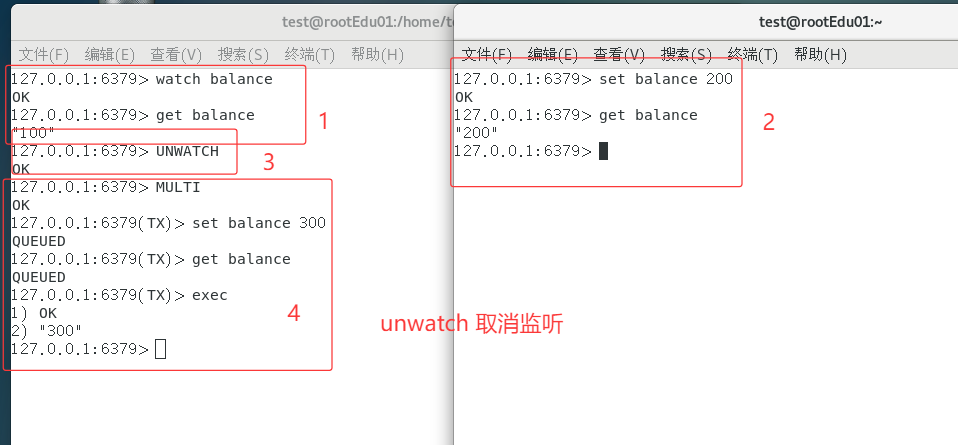 test@rootEdu01:/home/te
文件(F) 编辑(E) 查看(V) 搜索(S) 终端(T) 帮助(H)
127.0.0.1:6379> watch balance
OK
127.0.0.1:6379> get balance
"100"
1
127.0.0.1:6379> UNWATCH
OK
3
127.0.0.1:6379> MULTI
OK
127.0.0.1:6379(TX)> set balance 300
QUEUED
127.0.0.1:6379(TX)> get balance
QUEUED
127.0.0.1:6379(TX)> exec
1) OK
2) "300"
127.0.0.1:6379>
4
test@rootEdu01:~
文件(F) 编辑(E) 查看(V) 搜索(S) 终端(T) 帮助(H)
127.0.0.1:6379> set balance 200
OK
127.0.0.1:6379> get balance
"200"
127.0.0.1:6379>
2
unwatch 取消监听